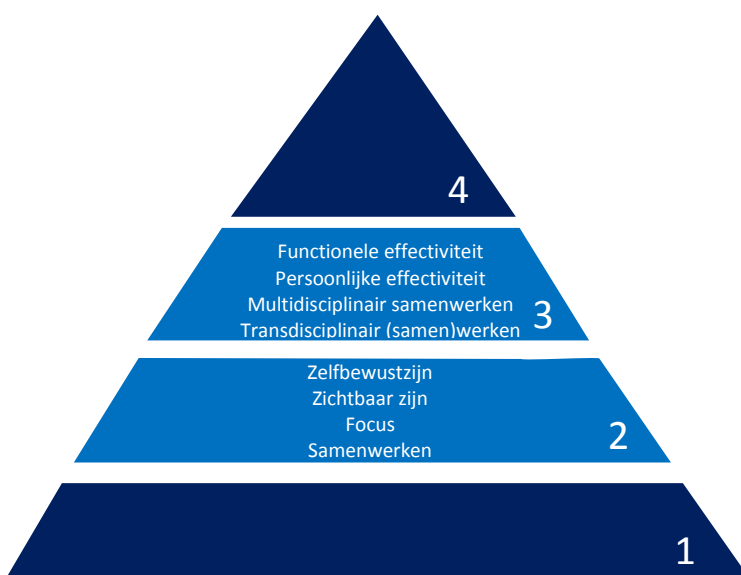 4
Functionele effectiviteit
Persoonlijke effectiviteit
Multidisciplinair samenwerken
Transdisciplinair (samen)werken
3
Zelfbewustzijn
Zichtbaar zijn
Focus
Samenwerken
2
1